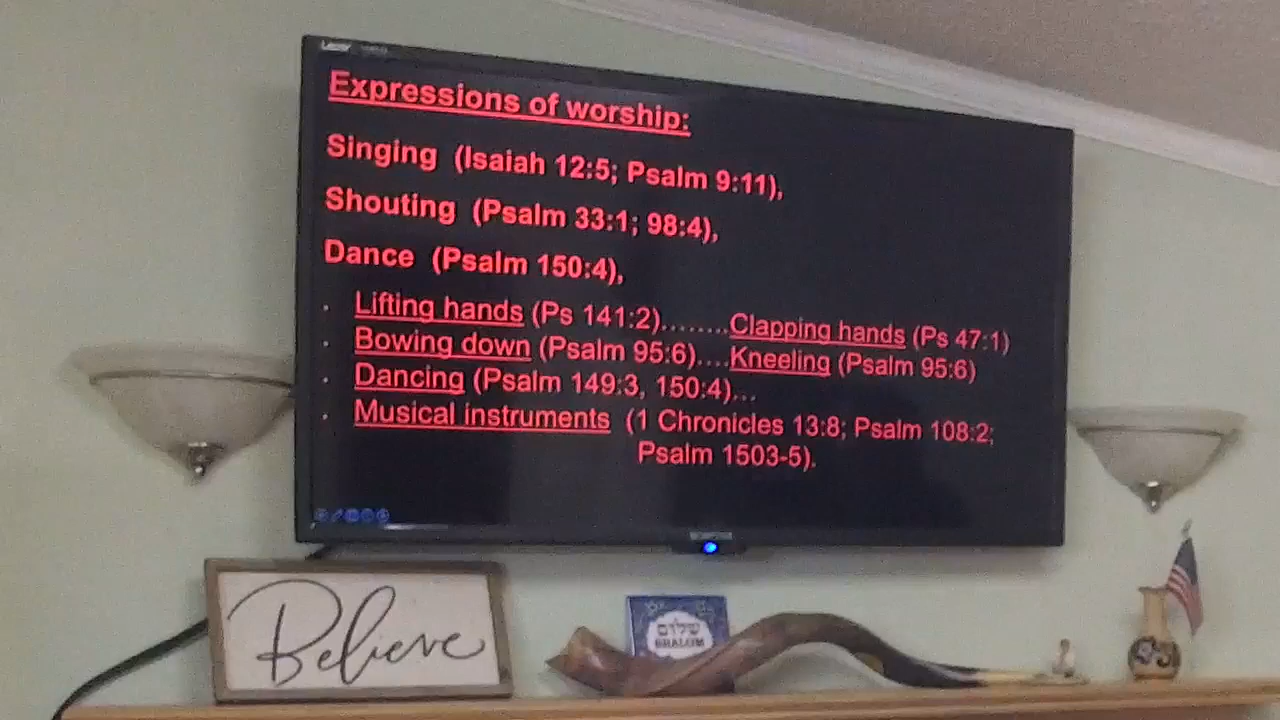 Expressions of worship:
Singing (Isaiah 12:5; Psalm 9:11),
Shouting (Psalm 33:1; 98:4),
Dance (Psalm 150:4),
· Lifting hands (Ps 141:2)........Clapping hands (Ps 47:1)
· Bowing down (Psalm 95:6)....Kneeling (Psalm 95:6)
· Dancing (Psalm 149:3, 150:4)...
· Musical instruments (1 Chronicles 13:8; Psalm 108:2;
Psalm 1503-5).
Believe
שלום
SHALOM